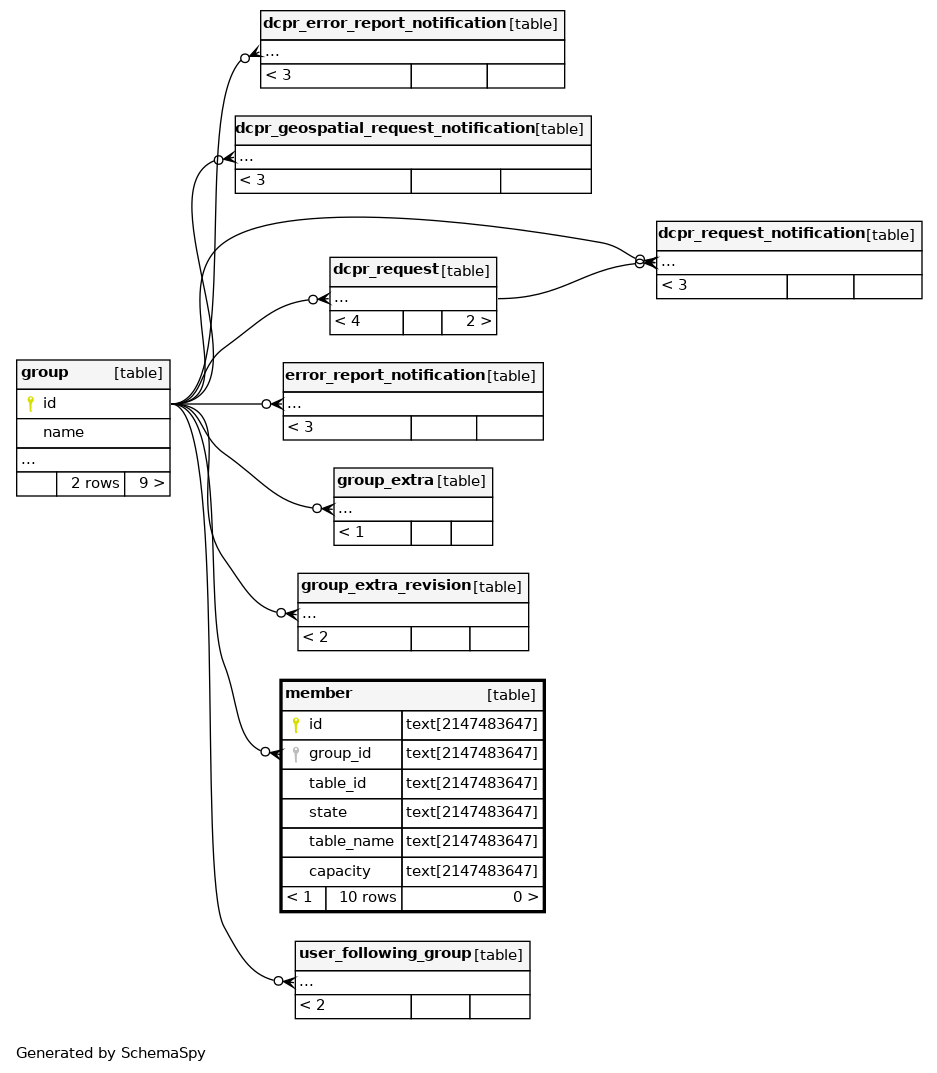 dcpr_error_report_notification [table]
...
< 3
dcpr_geospatial_request_notification [table]
...
< 3
dcpr_request_notification [table]
...
< 3
dcpr_request [table]
...
< 4 2 >
group [table]
id
name
...
2 rows 9 >
error_report_notification [table]
...
< 3
group_extra [table]
...
< 1
group_extra_revision [table]
...
< 2
member [table]
id text[2147483647]
group_id text[2147483647]
table_id text[2147483647]
state text[2147483647]
table_name text[2147483647]
capacity text[2147483647]
< 1 10 rows 0 >
user_following_group [table]
...
< 2
Generated by SchemaSpy